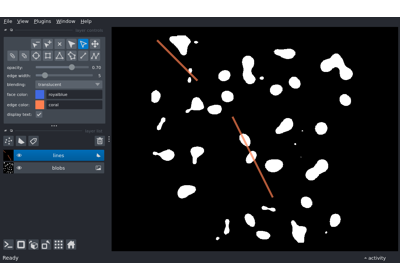 File View Plugins Window Help
opacity: 0.70
edge width: 5
blending: translucent
face color: royalblue
edge color: coral
display text: ✓
lines
blobs
Ready
activity